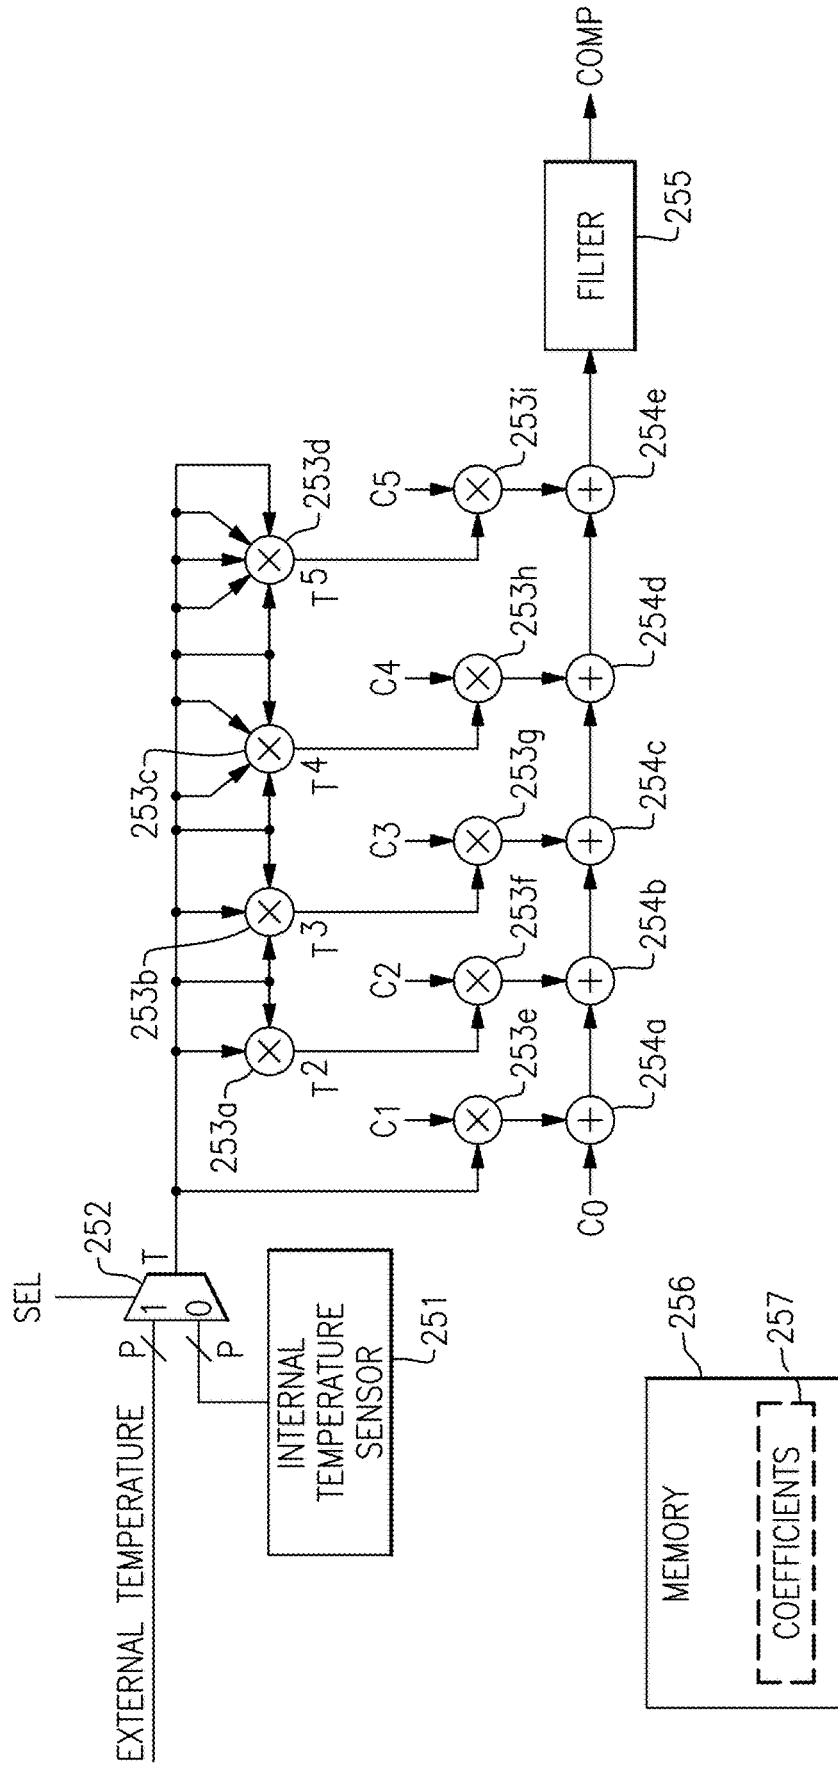 EXTERNAL TEMPERATURE
P
P
SEL
252
1
0
T
INTERNAL
TEMPERATURE
SENSOR
251
253a
253b
253c
253d
T2
T3
T4
T5
C1
C2
C3
C4
C5
253e
253f
253g
253h
253i
C0
254a
254b
254c
254d
254e
FILTER
255
COMP
MEMORY
256
COEFFICIENTS
257